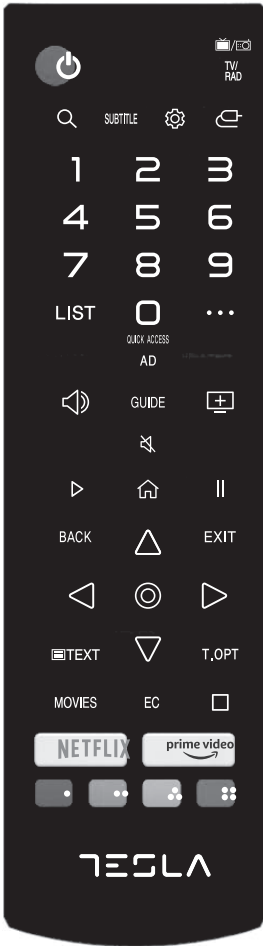 TV/
RAD
SUBTITLE
1 2 3
4 5 6
7 8 9
LIST 0 ...
QUICK ACCESS
AD
GUIDE
BACK EXIT
TEXT T.OPT
MOVIES EC
NETFLIX prime video
TESLA